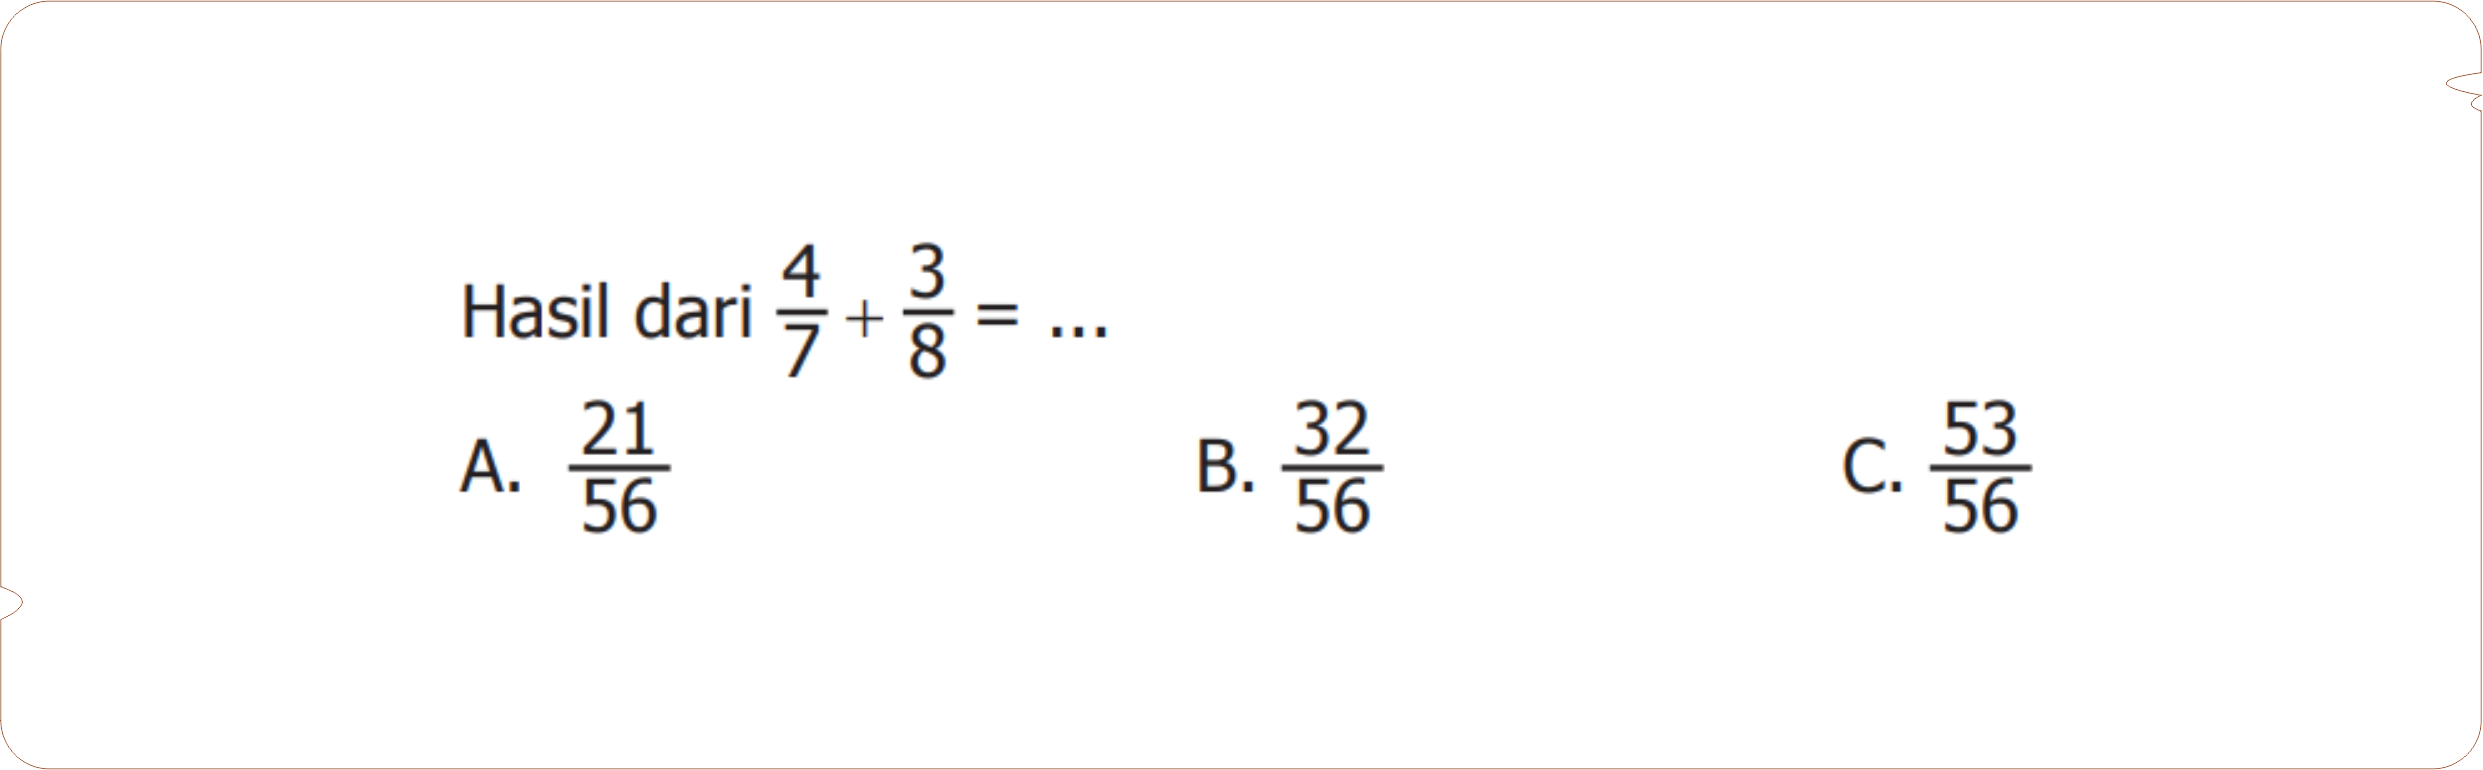 Hasil dari 4/7 + 3/8 = ...
A. 21/56 B. 32/56 C. 53/56